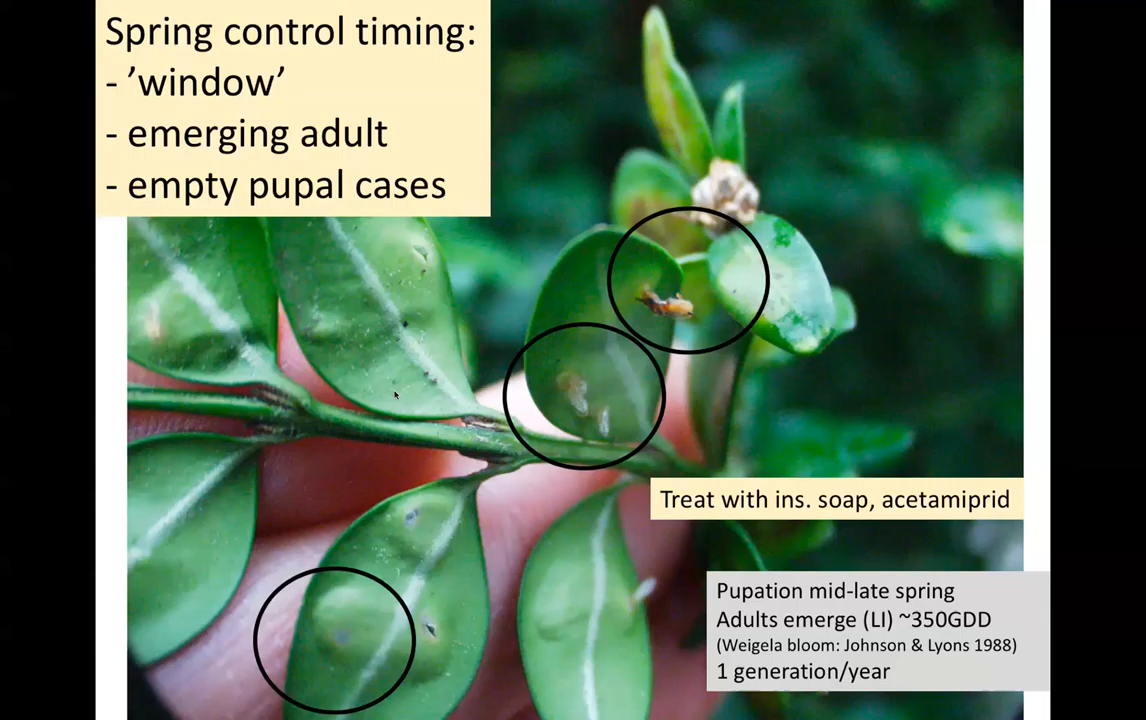 Spring control timing:
- ’window’
- emerging adult
- empty pupal cases
Treat with ins. soap, acetamiprid
Pupation mid-late spring
Adults emerge (LI) ~350GDD
(Weigela bloom: Johnson & Lyons 1988)
1 generation/year